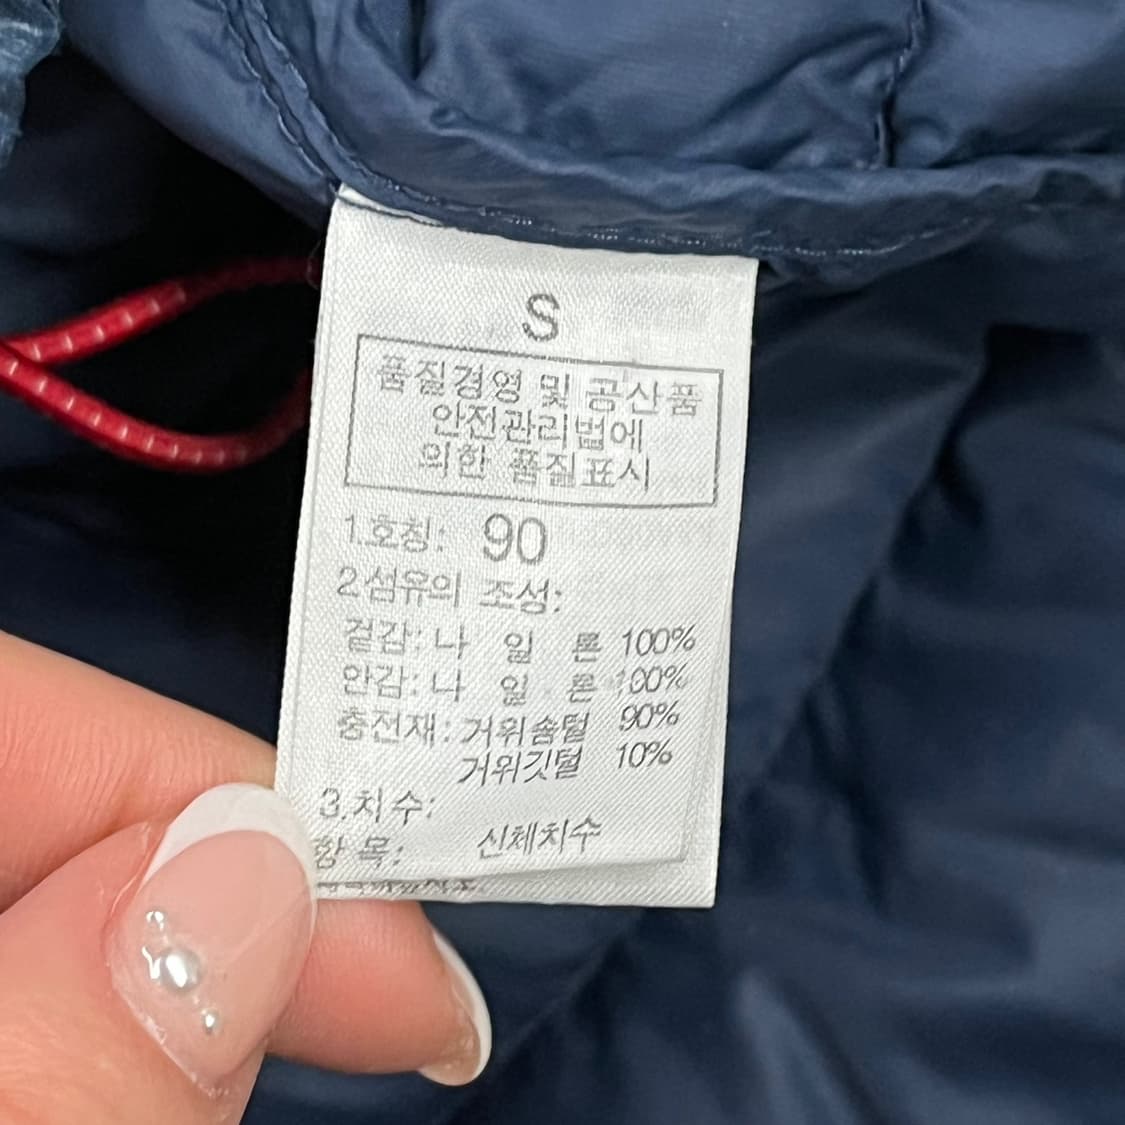 S
품질경영 및 공산품
안전관리법에
의한 품질표시
1.호칭: 90
2.섬유의 조성:
겉감: 나 일 론 100%
안감: 나 일 론 100%
충전재: 거위솜털 90%
거위깃털 10%
3.치수:
항 목: 신체치수